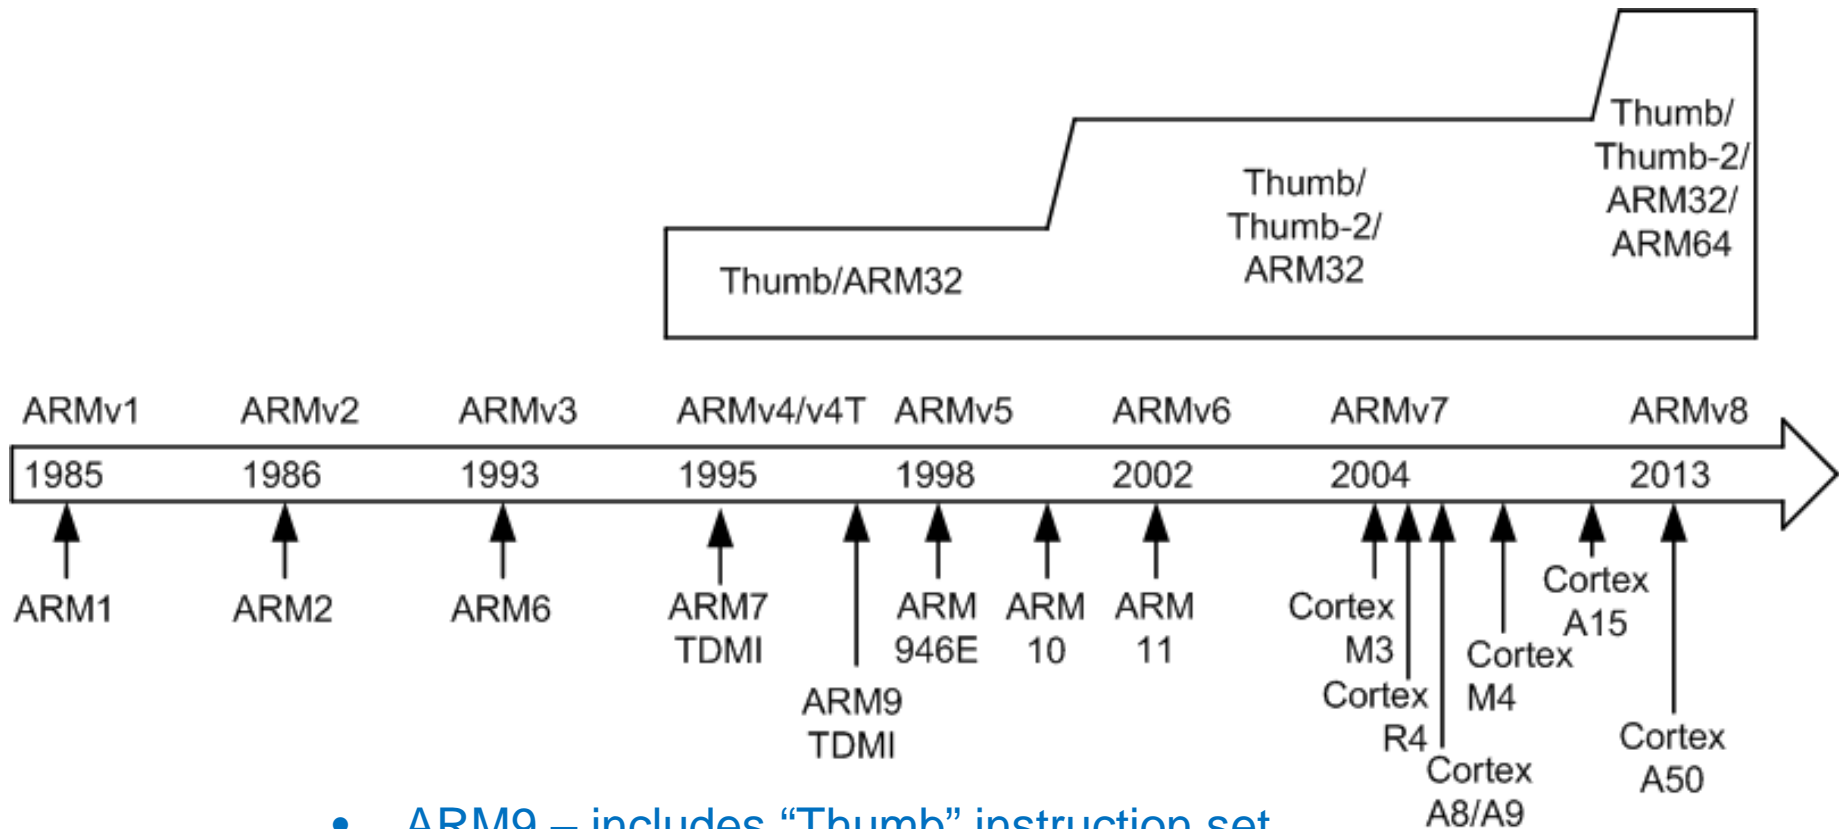 Thumb/
Thumb-2/
ARM32/
ARM64
Thumb/
Thumb-2/
ARM32
Thumb/ARM32
ARMv1 ARMv2 ARMv3 ARMv4/v4T ARMv5 ARMv6 ARMv7 ARMv8
1985 1986 1993 1995 1998 2002 2004 2013
ARM1
ARM2
ARM6
ARM7
TDMI
ARM9
TDMI
ARM
946E
ARM
10
ARM
11
Cortex
M3
Cortex
R4
Cortex
A8/A9
Cortex
M4
Cortex
A15
Cortex
A50
• ARM9 – includes “Thumb” instruction set